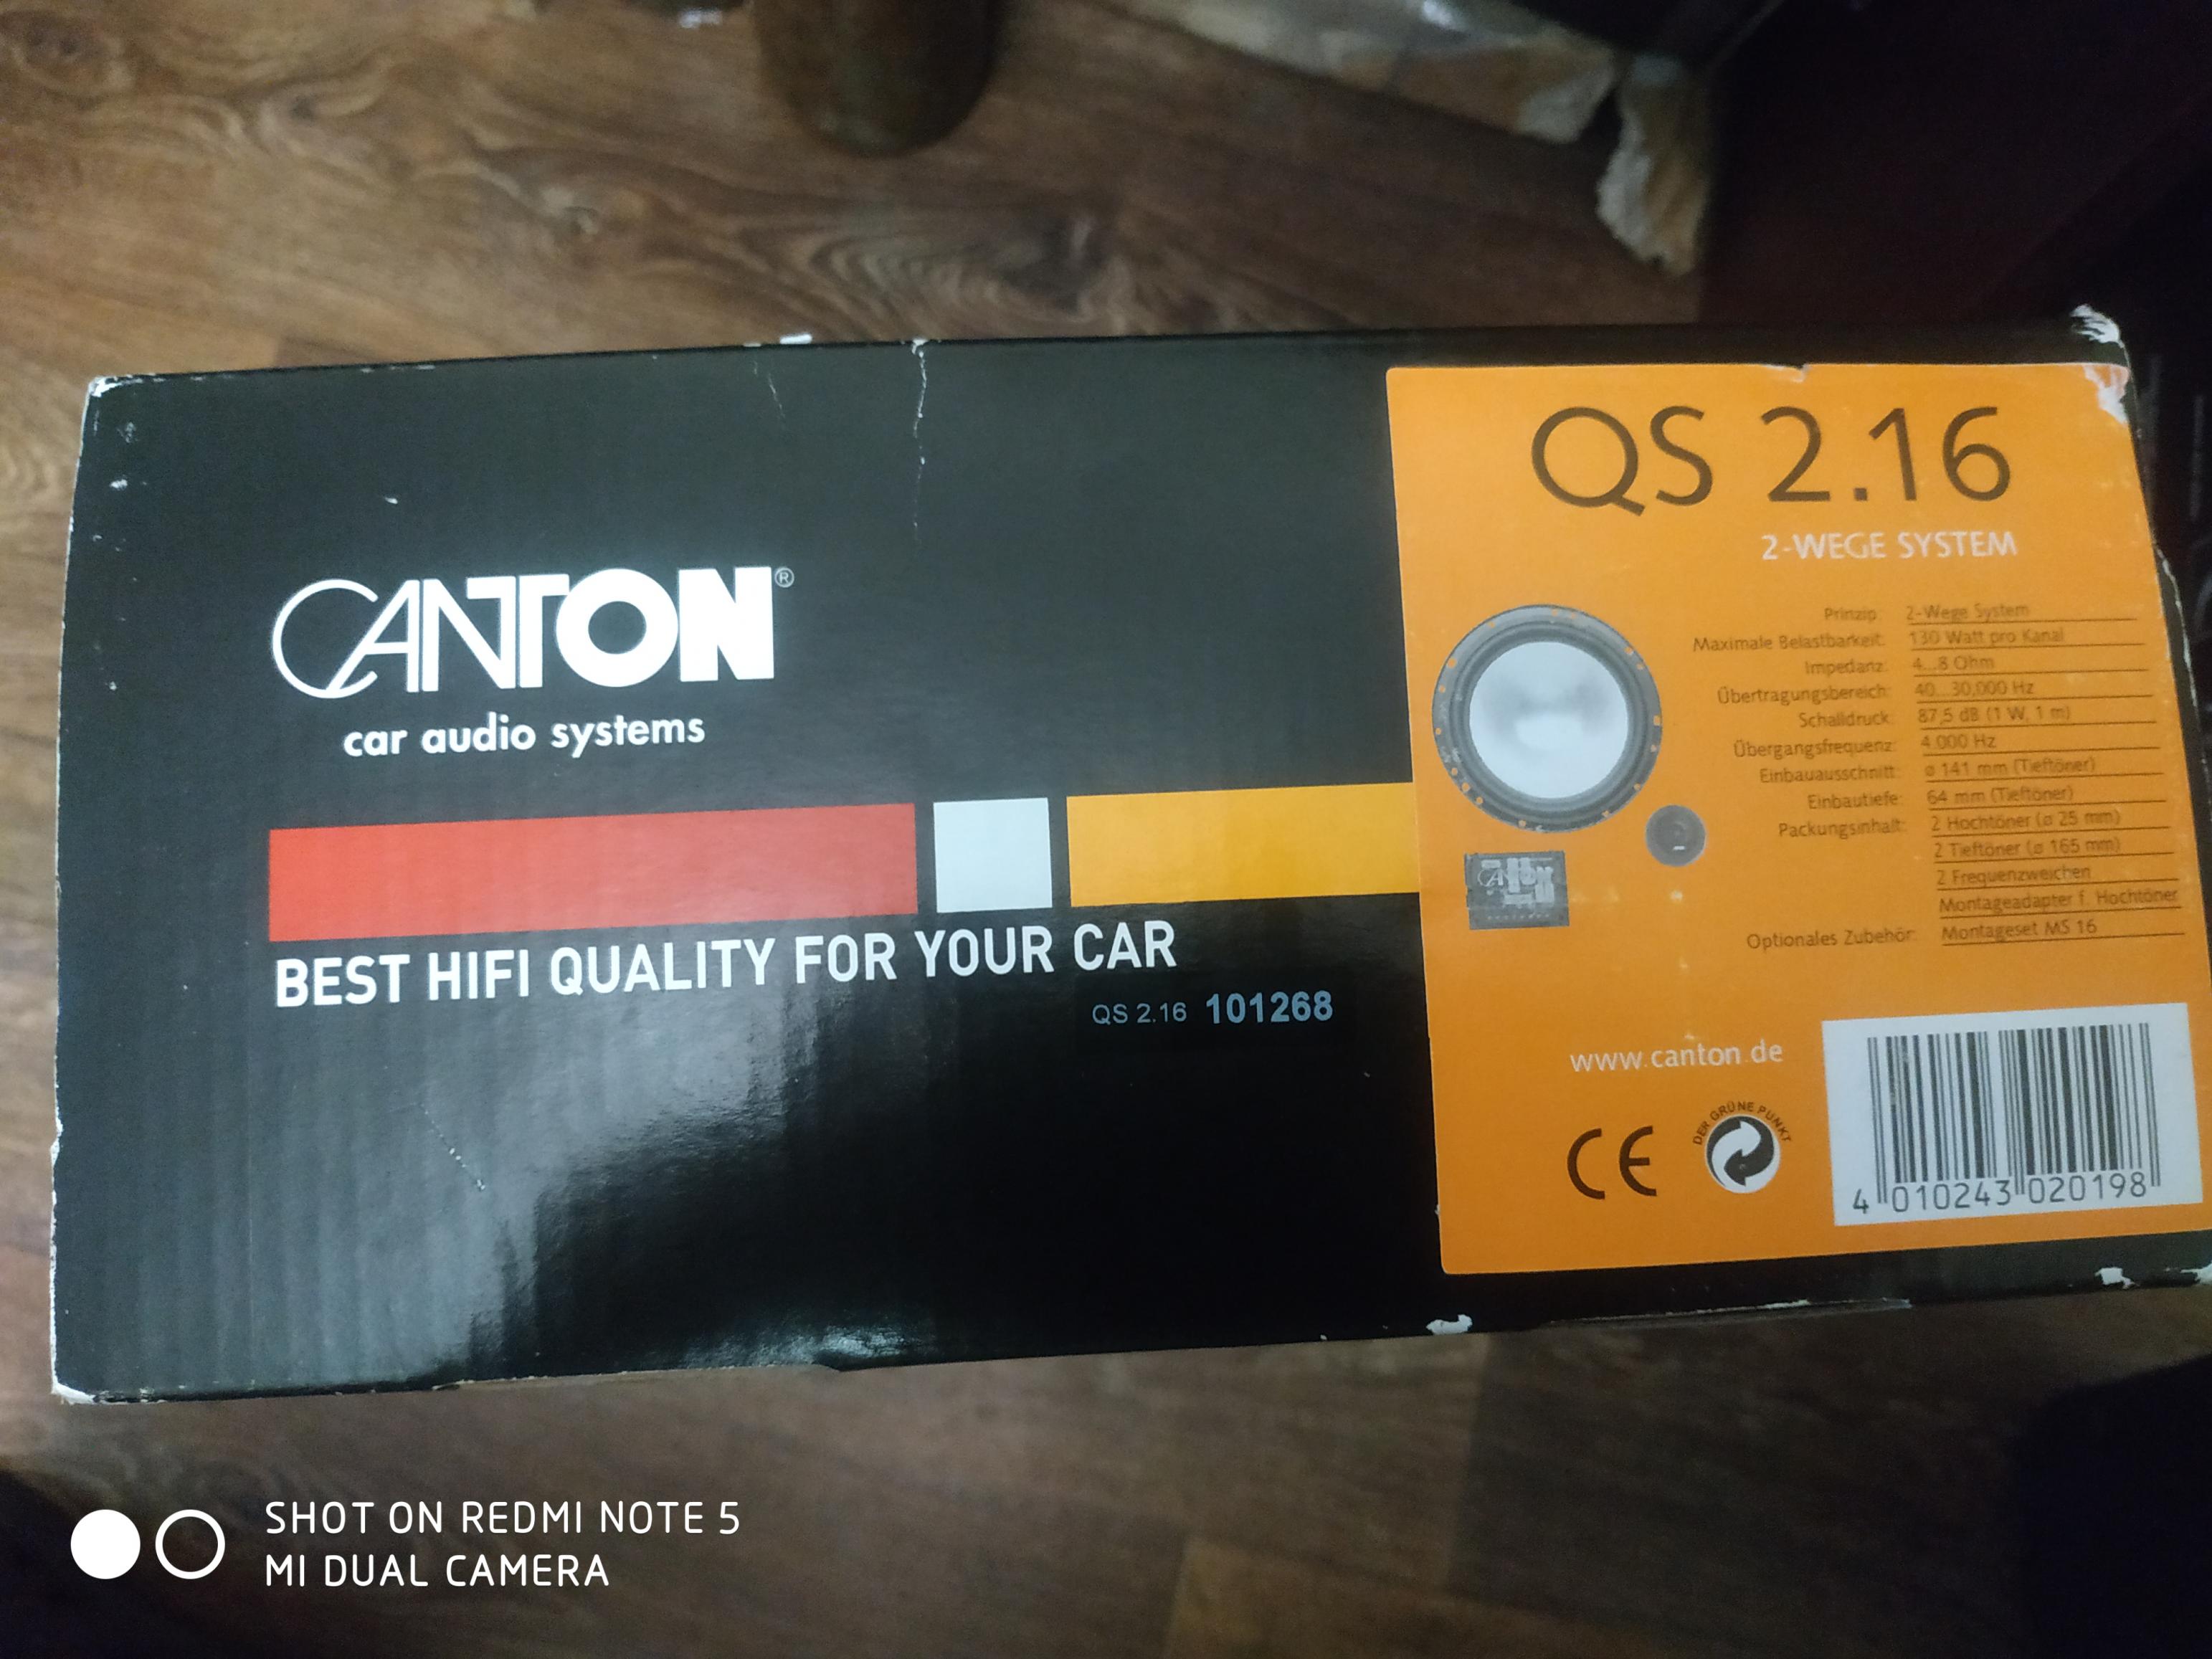 CANTON®
car audio systems
BEST HIFI QUALITY FOR YOUR CAR
QS 2.16 101268
QS 2.16
2-WEGE SYSTEM
Prinzip: 2-Wege System
Maximale Belastbarkeit: 130 Watt pro Kanal
Impedanz: 4...8 Ohm
Übertragungsbereich: 40...30.000 Hz
Schalldruck: 87,5 dB (1 W, 1 m)
Übergangsfrequenz: 4.000 Hz
Einbauausschnitt: ø 141 mm (Tieftöner)
Einbautiefe: 64 mm (Tieftöner)
Packungsinhalt: 2 Hochtöner (ø 25 mm)
2 Tieftöner (ø 165 mm)
2 Frequenzweichen
Montageadapter f. Hochtöner
Optionales Zubehör: Montageset MS 16
CANTON
www.canton.de
CE
DER GRÜNE PUNKT
4 010243 020198
SHOT ON REDMI NOTE 5
MI DUAL CAMERA